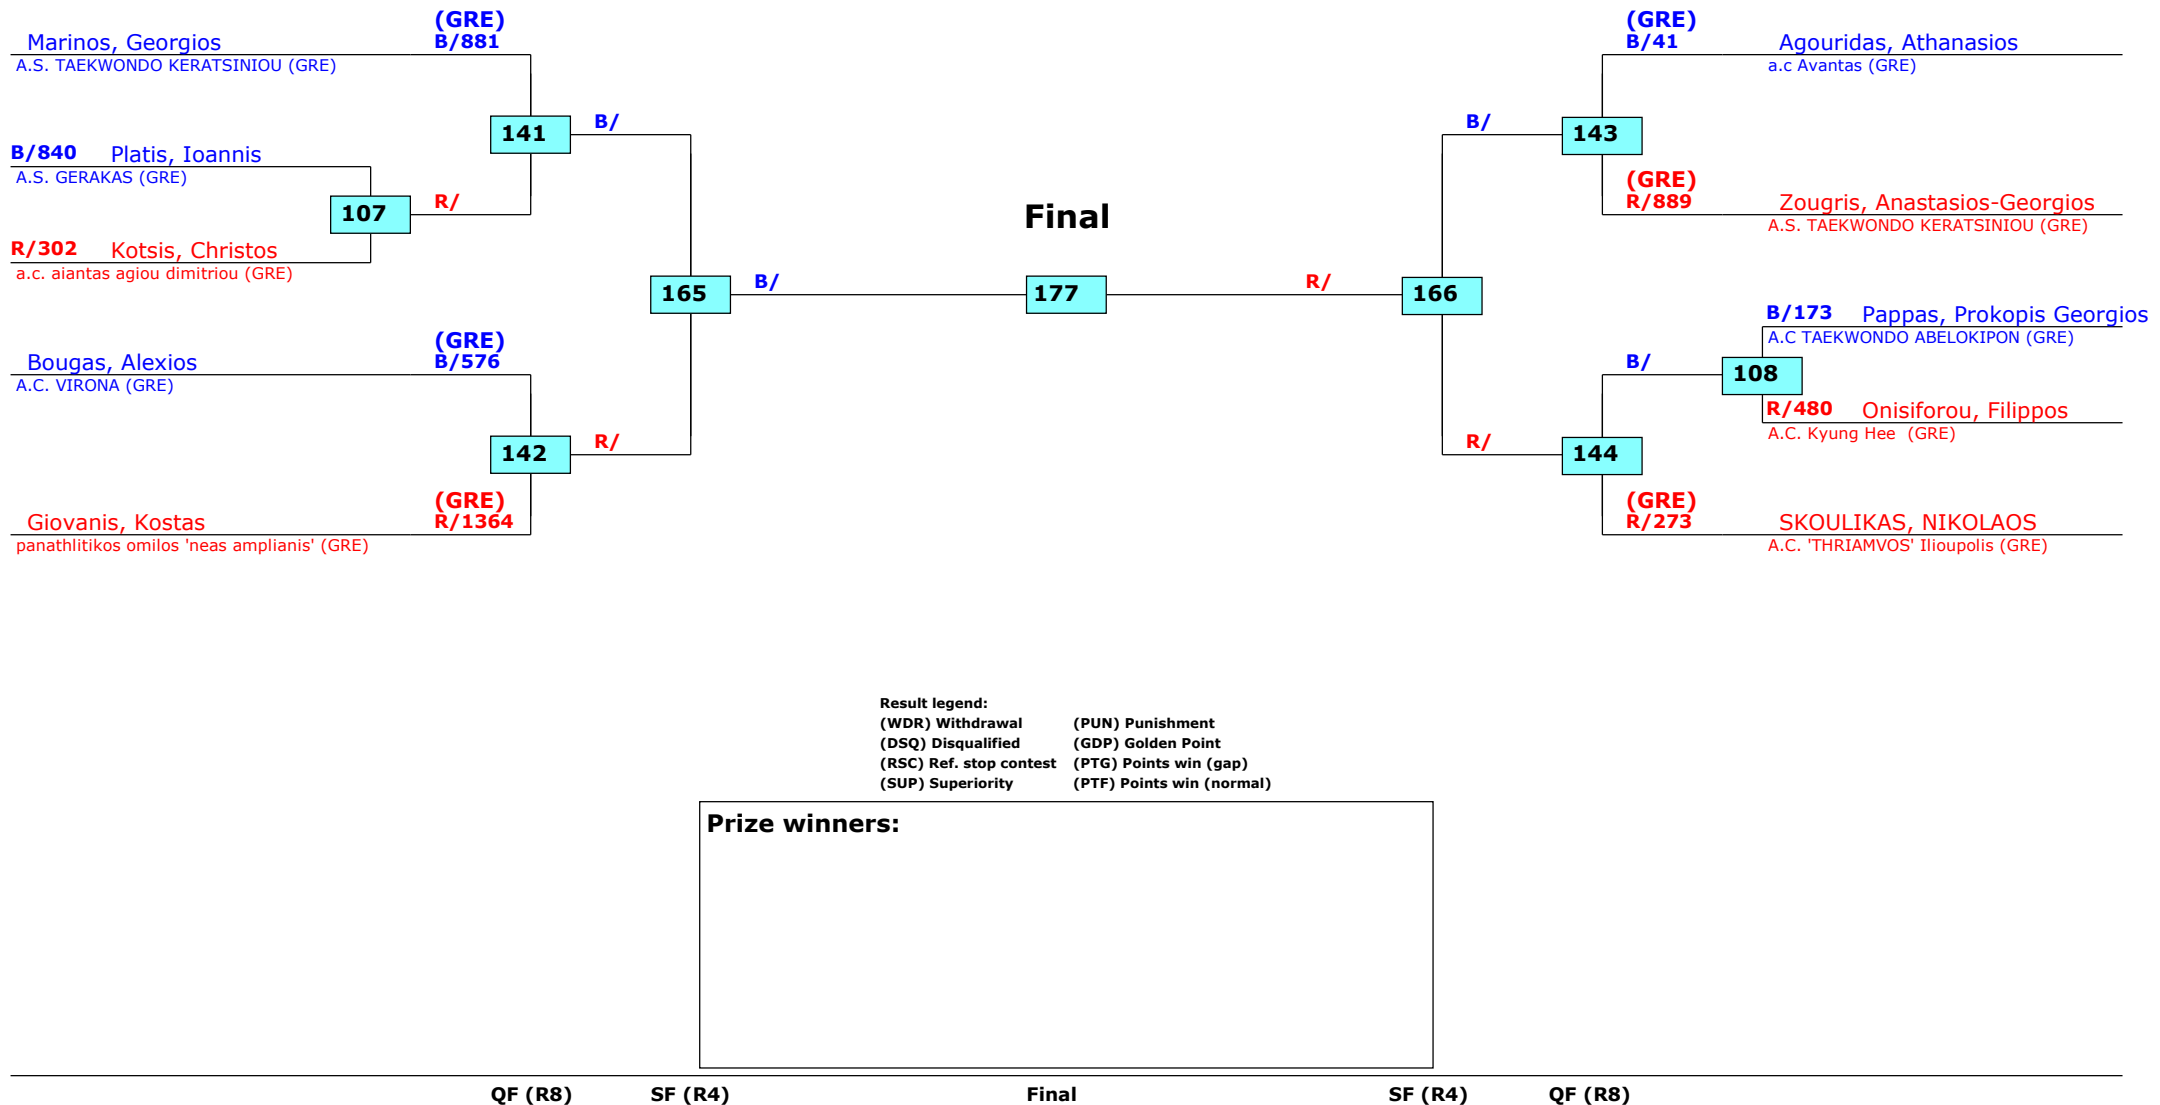 (GRE)
Marinos, Georgios B/881
A.S. TAEKWONDO KERATSINIOU (GRE)
141 B/
B/840 Platis, Ioannis
A.S. GERAKAS (GRE)
107 R/
R/302 Kotsis, Christos
a.c. aiantas agiou dimitriou (GRE)
165 B/
(GRE)
Bougas, Alexios B/576
A.C. VIRONA (GRE)
142 R/
(GRE)
Giovanis, Kostas R/1364
panathlitikos omilos 'neas amplianis' (GRE)
Final
177
(GRE)
B/41 Agouridas, Athanasios
a.c Avantas (GRE)
B/ 143
(GRE)
R/889 Zougris, Anastasios-Georgios
A.S. TAEKWONDO KERATSINIOU (GRE)
R/ 166
B/173 Pappas, Prokopis Georgios
A.C TAEKWONDO ABELOKIPON (GRE)
B/ 108
R/480 Onisiforou, Filippos
A.C. Kyung Hee (GRE)
R/ 144
(GRE)
R/273 SKOULIKAS, NIKOLAOS
A.C. 'THRIAMVOS' Ilioupolis (GRE)
Result legend:
(WDR) Withdrawal (PUN) Punishment
(DSQ) Disqualified (GDP) Golden Point
(RSC) Ref. stop contest (PTG) Points win (gap)
(SUP) Superiority (PTF) Points win (normal)
Prize winners:
QF (R8) SF (R4) Final SF (R4) QF (R8)